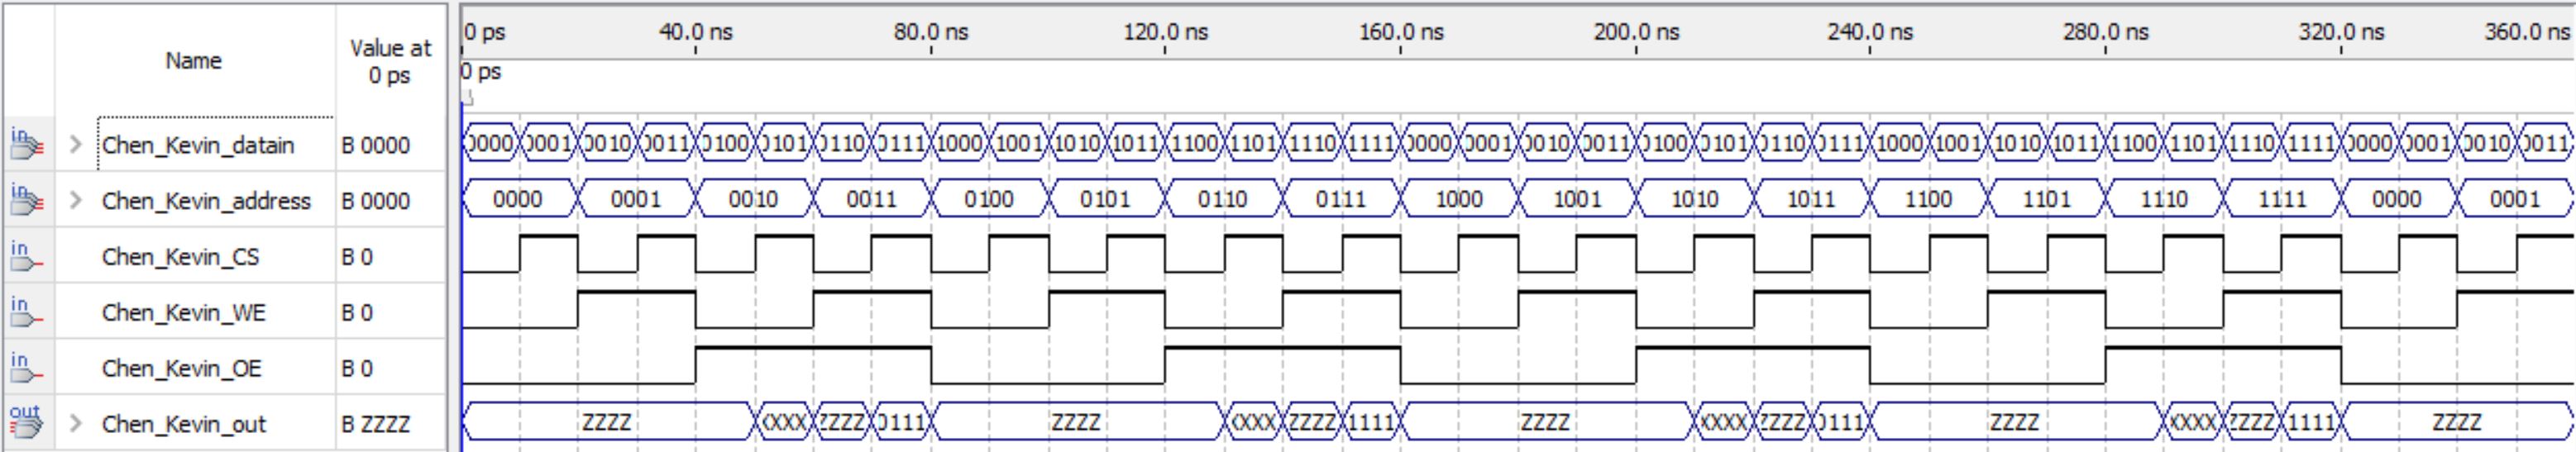 Name
Value at
0 ps
0 ps 40.0 ns 80.0 ns 120.0 ns 160.0 ns 200.0 ns 240.0 ns 280.0 ns 320.0 ns 360.0 ns
0 ps
in Chen_Kevin_datain B 0000 0000 0001 0010 0011 0100 0101 0110 0111 1000 1001 1010 1011 1100 1101 1110 1111 0000 0001 0010 0011 0100 0101 0110 0111 1000 1001 1010 1011 1100 1101 1110 1111 0000 0001 0010 0011
in Chen_Kevin_address B 0000 0000 0001 0010 0011 0100 0101 0110 0111 1000 1001 1010 1011 1100 1101 1110 1111 0000 0001
in Chen_Kevin_CS B 0
in Chen_Kevin_WE B 0
in Chen_Kevin_OE B 0
out Chen_Kevin_out B ZZZZ ZZZZ XXXX ZZZZ 0111 ZZZZ XXXX ZZZZ 1111 ZZZZ XXXX ZZZZ 0111 ZZZZ XXXX ZZZZ 1111 ZZZZ